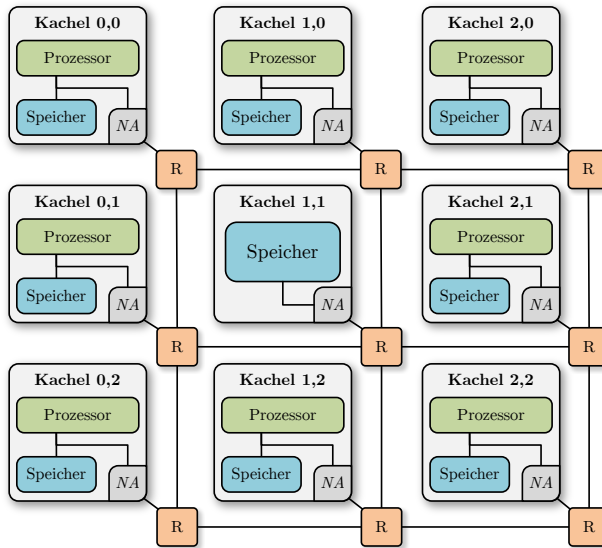 Kachel 0,0
Prozessor
Speicher
NA
R
Kachel 1,0
Prozessor
Speicher
NA
R
Kachel 2,0
Prozessor
Speicher
NA
R
Kachel 0,1
Prozessor
Speicher
NA
R
Kachel 1,1
Speicher
NA
R
Kachel 2,1
Prozessor
Speicher
NA
R
Kachel 0,2
Prozessor
Speicher
NA
R
Kachel 1,2
Prozessor
Speicher
NA
R
Kachel 2,2
Prozessor
Speicher
NA
R